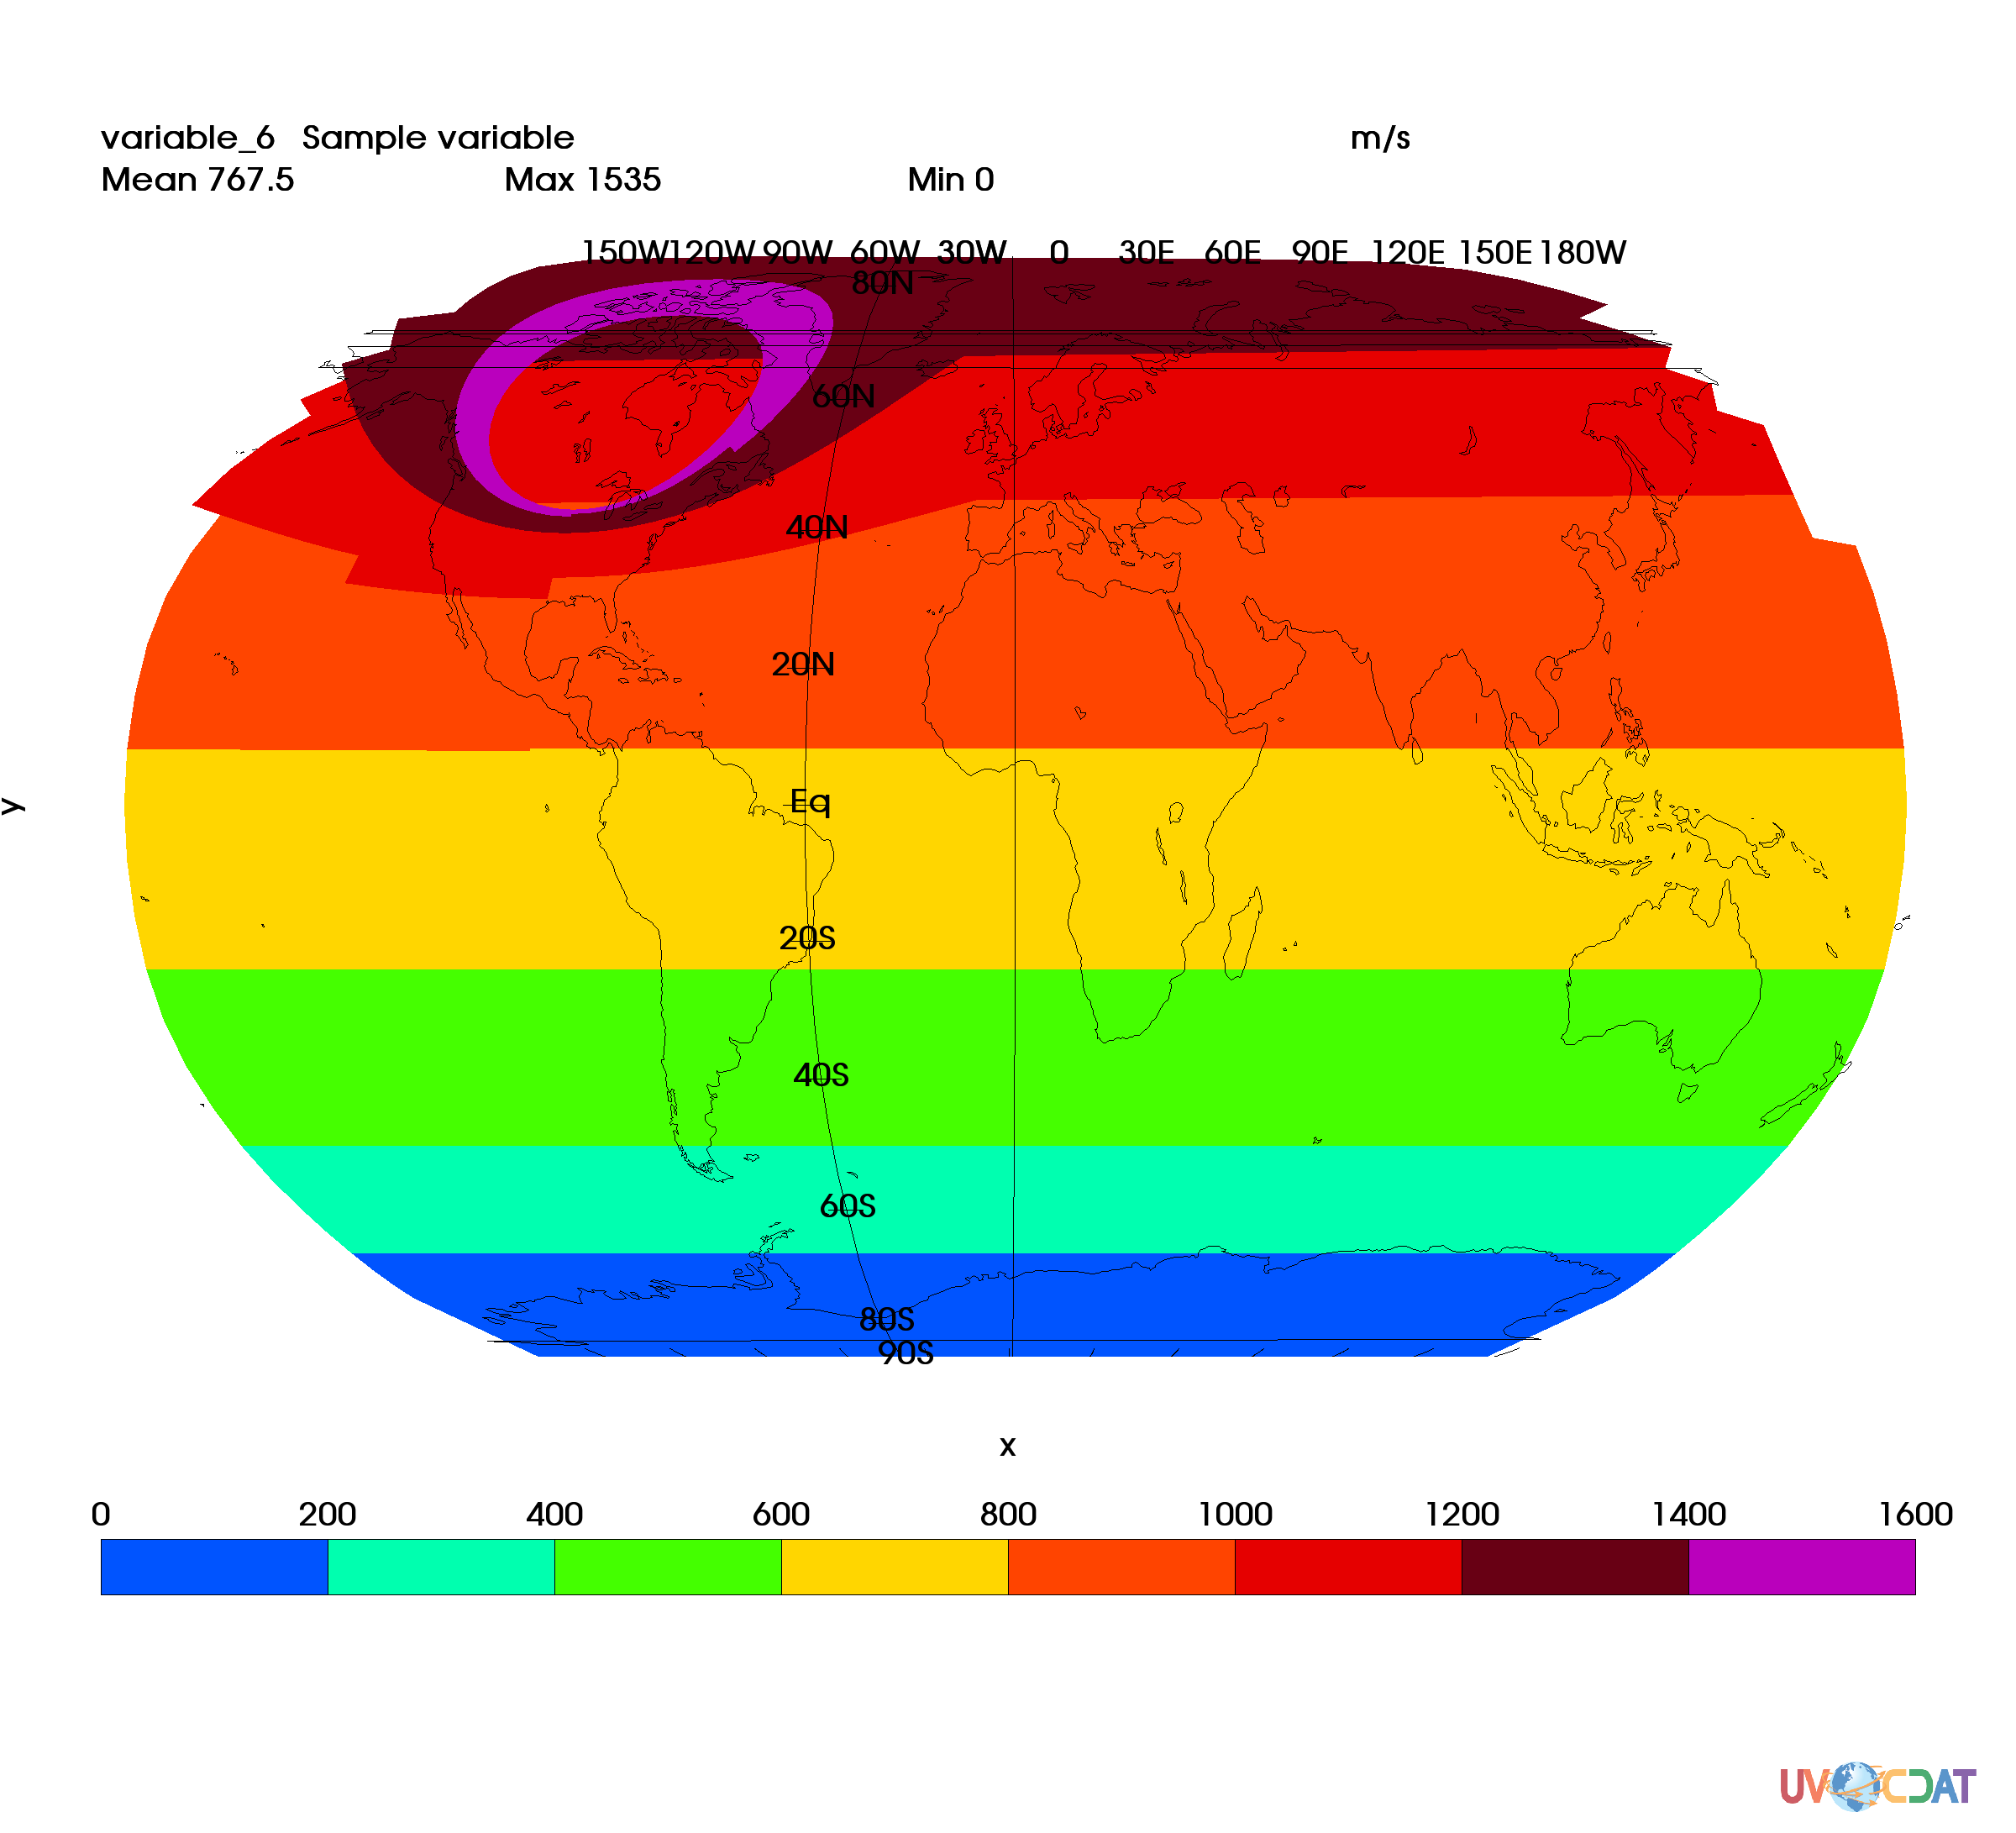 variable_6 Sample variable m/s
Mean 767.5 Max 1535 Min 0
150W 120W 90W 60W 30W 0 30E 60E 90E 120E 150E 180W
80N
60N
40N
20N
Eq
20S
40S
60S
80S
90S
y
x
0 200 400 600 800 1000 1200 1400 1600
UV CDAT